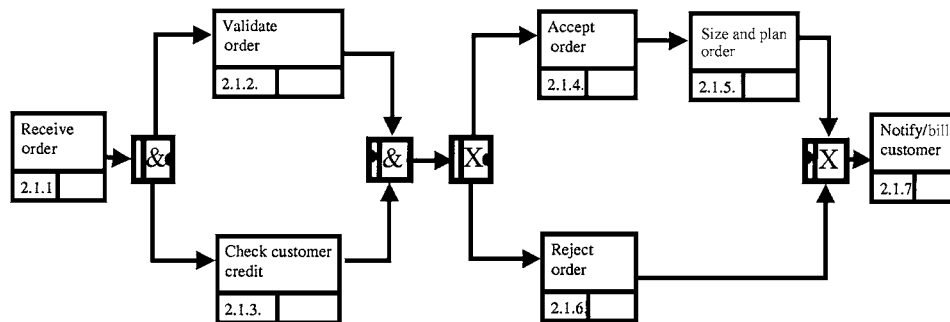 Receive
order
2.1.1
&
Validate
order
2.1.2.
Check customer
credit
2.1.3.
&
X
Accept
order
2.1.4.
Size and plan
order
2.1.5.
Reject
order
2.1.6.
X
Notify/bill
customer
2.1.7